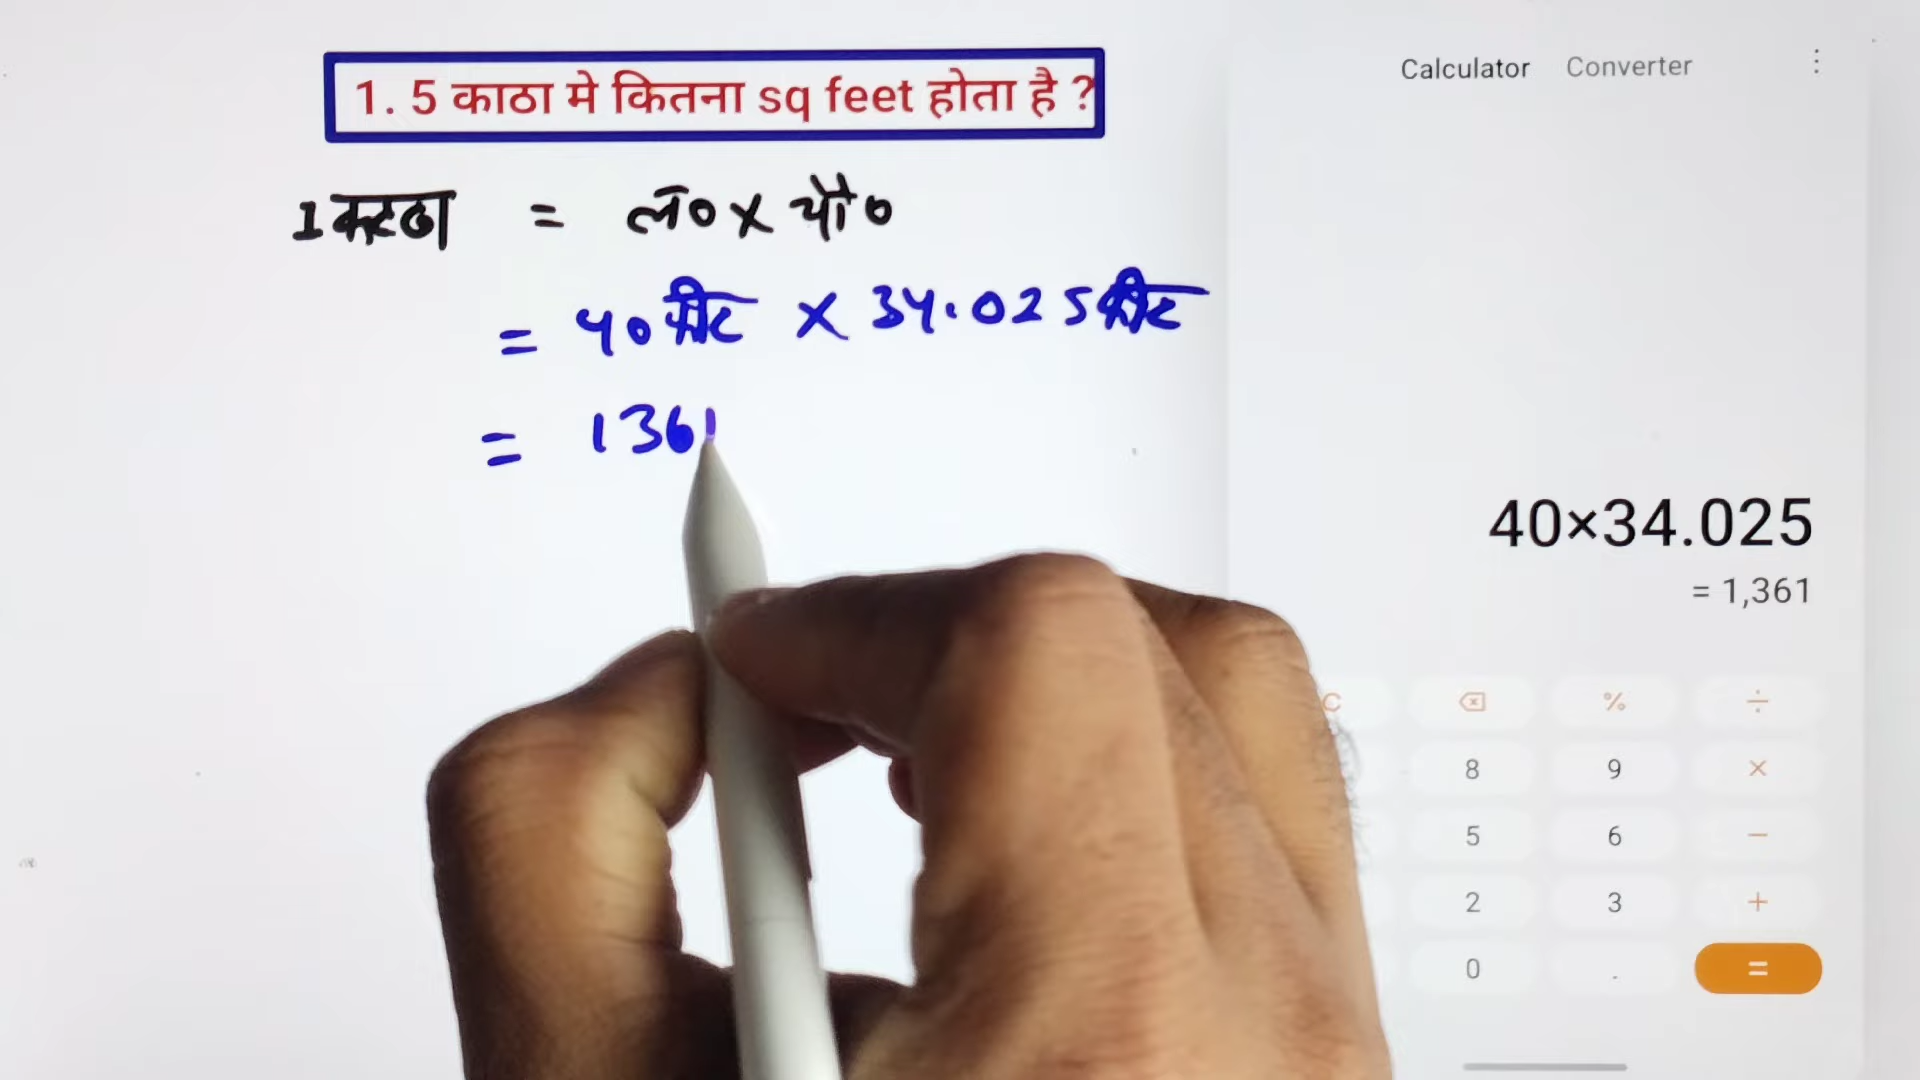 1. 5 काठा मे कितना sq feet होता है ?
1 कट्ठा = लं० x चौ०
= 40 फीट x 34.025 फीट
= 1361
Calculator Converter
40×34.025
= 1,361
C % ÷
8 9 ×
5 6 −
2 3 +
0 . =